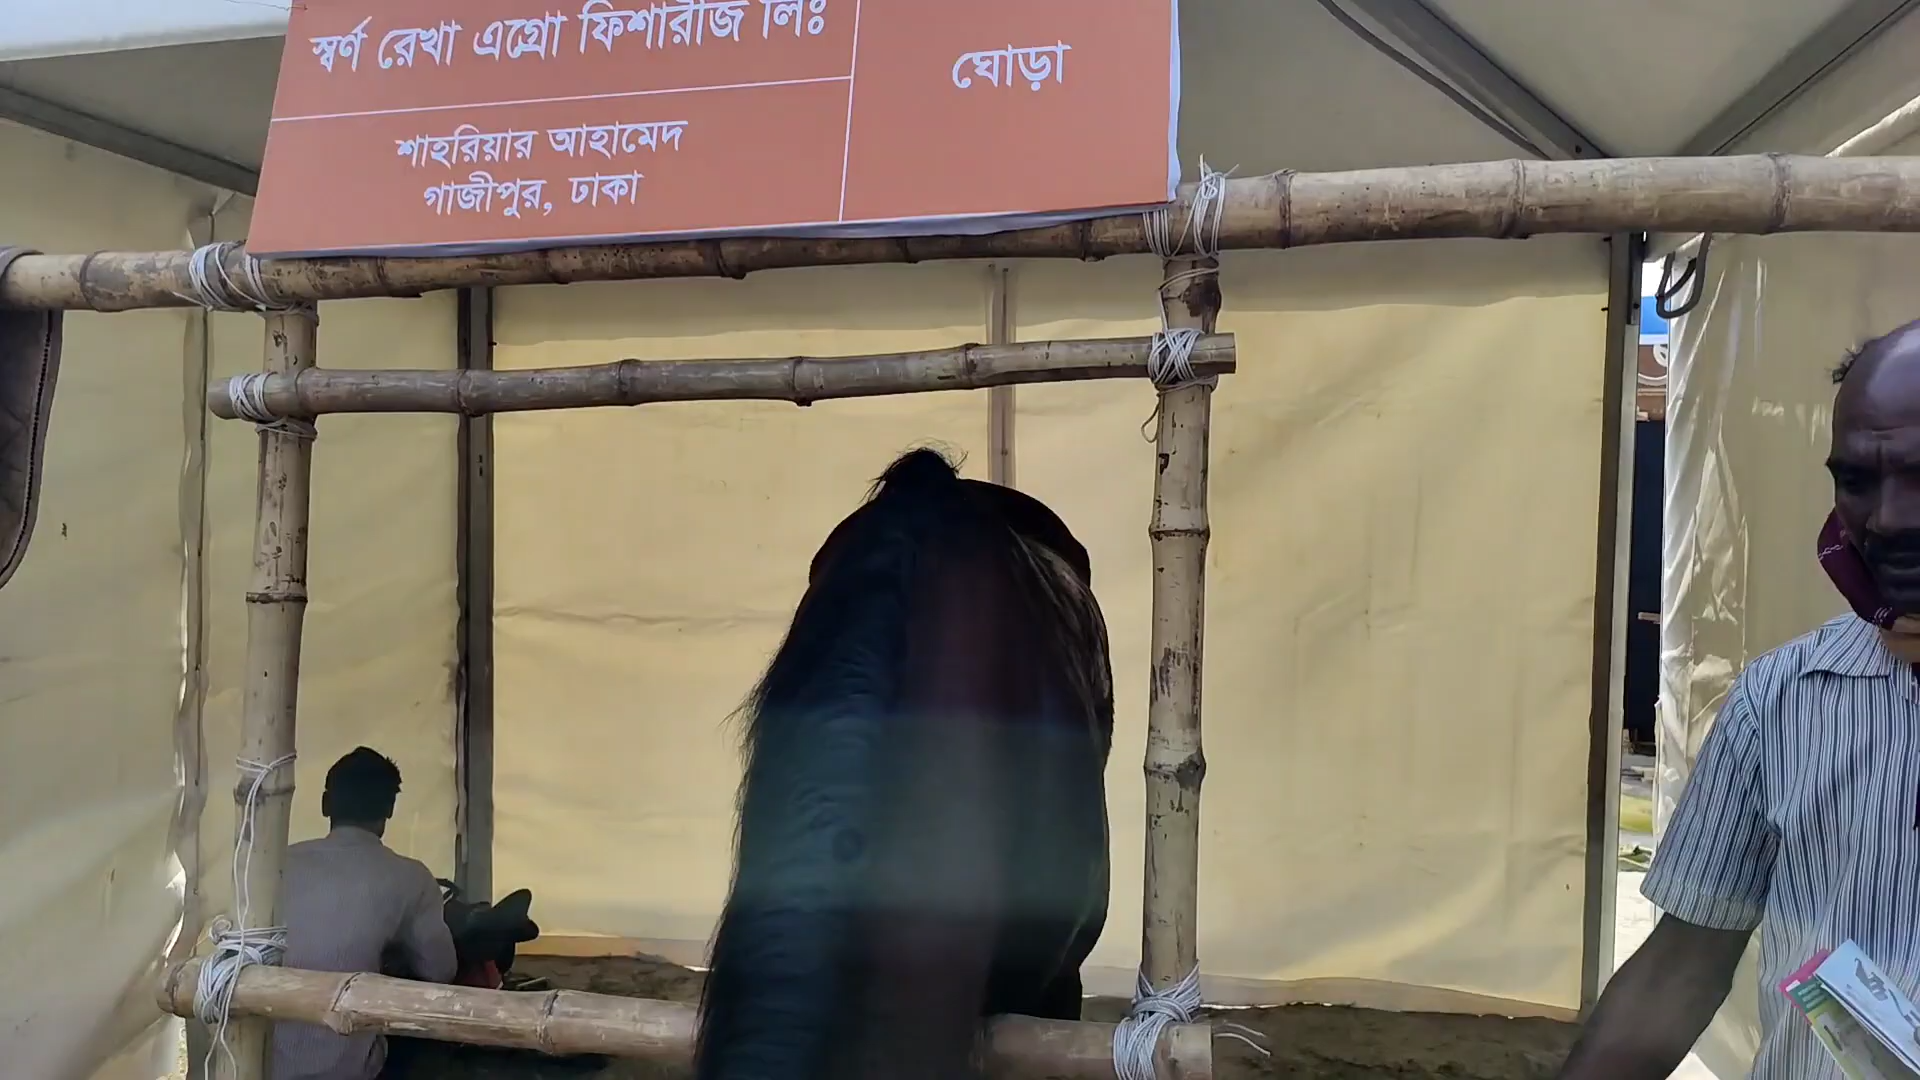 স্বর্ণ রেখা এগ্রো ফিশারীজ লিঃ
শাহরিয়ার আহামেদ
গাজীপুর, ঢাকা
ঘোড়া